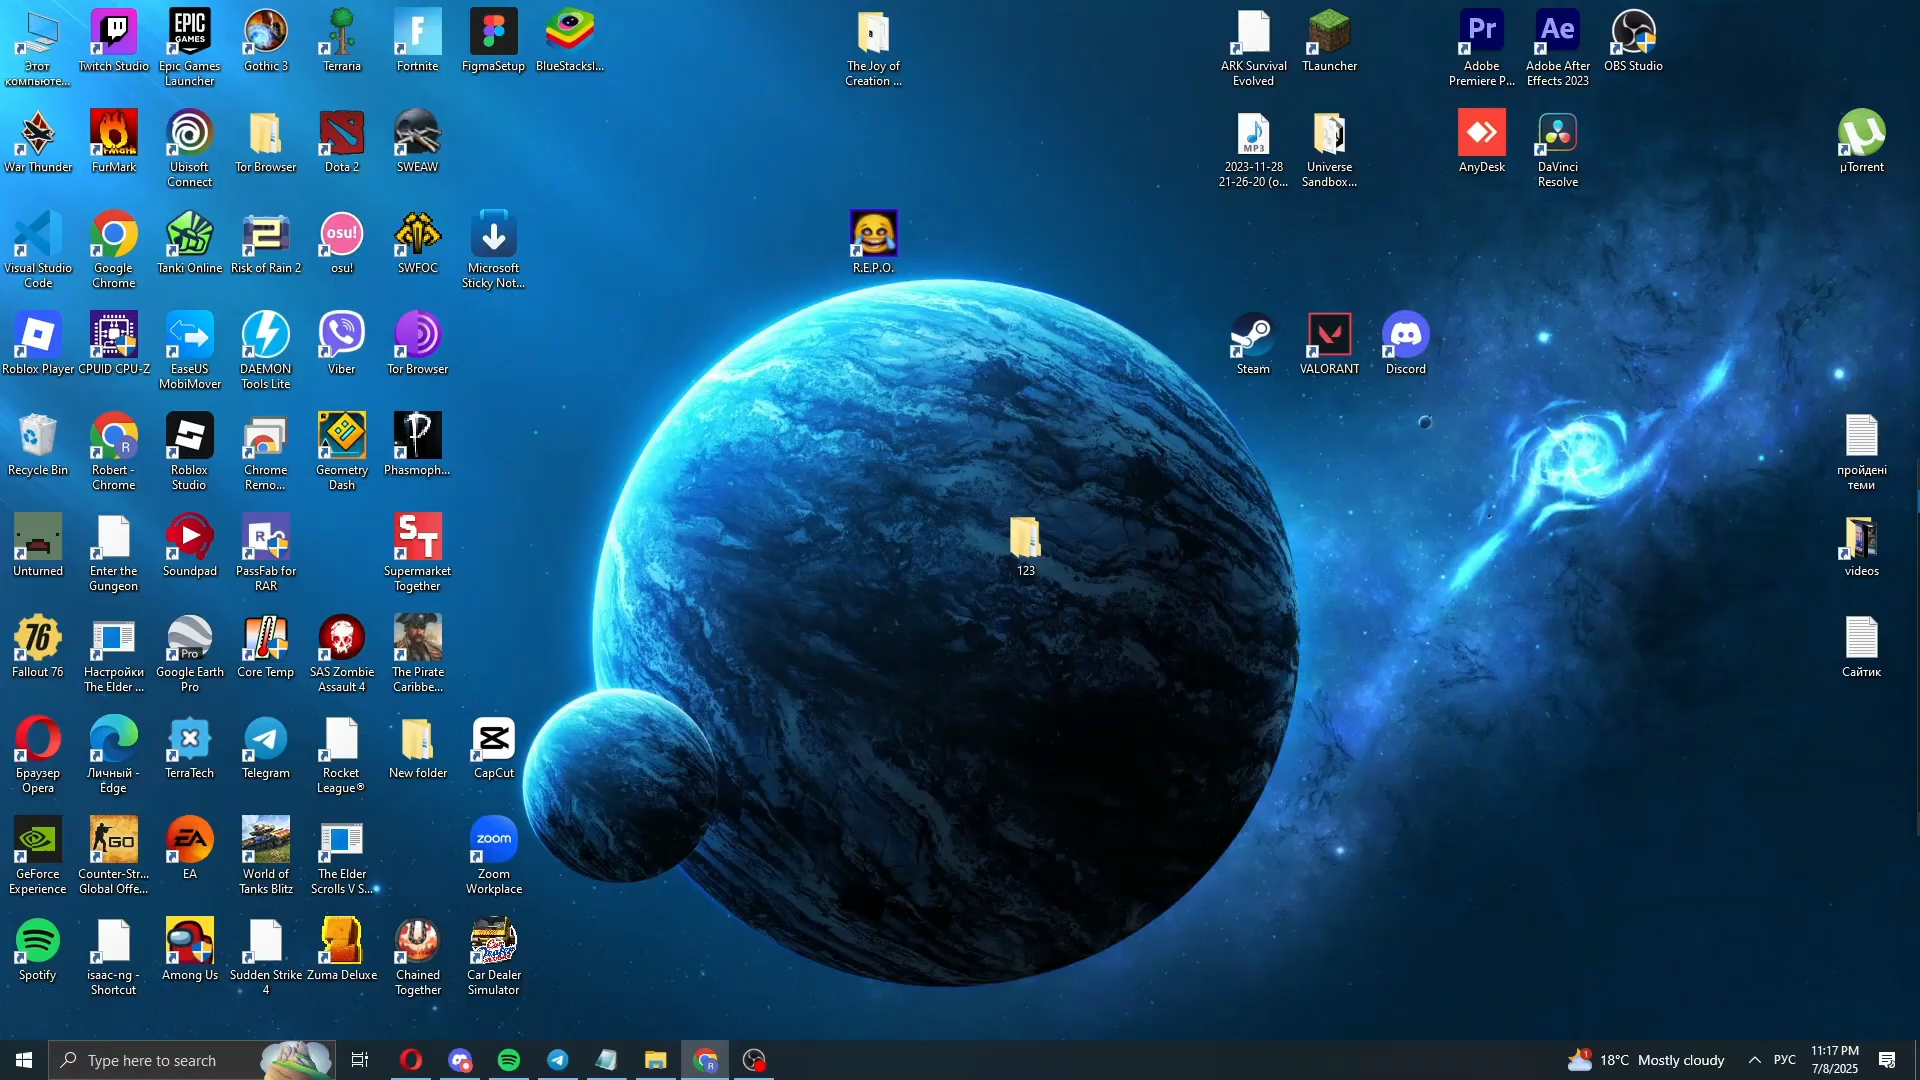 Этот
компьюте...
Twitch Studio
Epic Games
Launcher
Gothic 3
Terraria
Fortnite
FigmaSetup
BlueStacksI...
The Joy of
Creation ...
ARK Survival
Evolved
TLauncher
Adobe
Premiere P...
Adobe After
Effects 2023
OBS Studio
War Thunder
FurMark
Ubisoft
Connect
Tor Browser
Dota 2
SWEAW
2023-11-28
21-26-20 (o...
Universe
Sandbox...
AnyDesk
DaVinci
Resolve
µTorrent
Visual Studio
Code
Google
Chrome
Tanki Online
Risk of Rain 2
osu!
SWFOC
Microsoft
Sticky Not...
R.E.P.O.
Roblox Player
CPUID CPU-Z
EaseUS
MobiMover
DAEMON
Tools Lite
Viber
Tor Browser
Steam
VALORANT
Discord
Recycle Bin
Robert -
Chrome
Roblox
Studio
Chrome
Remo...
Geometry
Dash
Phasmoph...
пройдені
теми
Unturned
Enter the
Gungeon
Soundpad
PassFab for
RAR
Supermarket
Together
123
videos
Fallout 76
Настройки
The Elder ...
Google Earth
Pro
Core Temp
SAS Zombie
Assault 4
The Pirate
Caribbe...
Сайтик
Браузер
Opera
Личный -
Edge
TerraTech
Telegram
Rocket
League®
New folder
CapCut
GeForce
Experience
Counter-Str...
Global Offe...
EA
World of
Tanks Blitz
The Elder
Scrolls V S...
Zoom
Workplace
Spotify
isaac-ng -
Shortcut
Among Us
Sudden Strike
4
Zuma Deluxe
Chained
Together
Car Dealer
Simulator
Type here to search
18°C Mostly cloudy
РУС
11:17 PM
7/8/2025